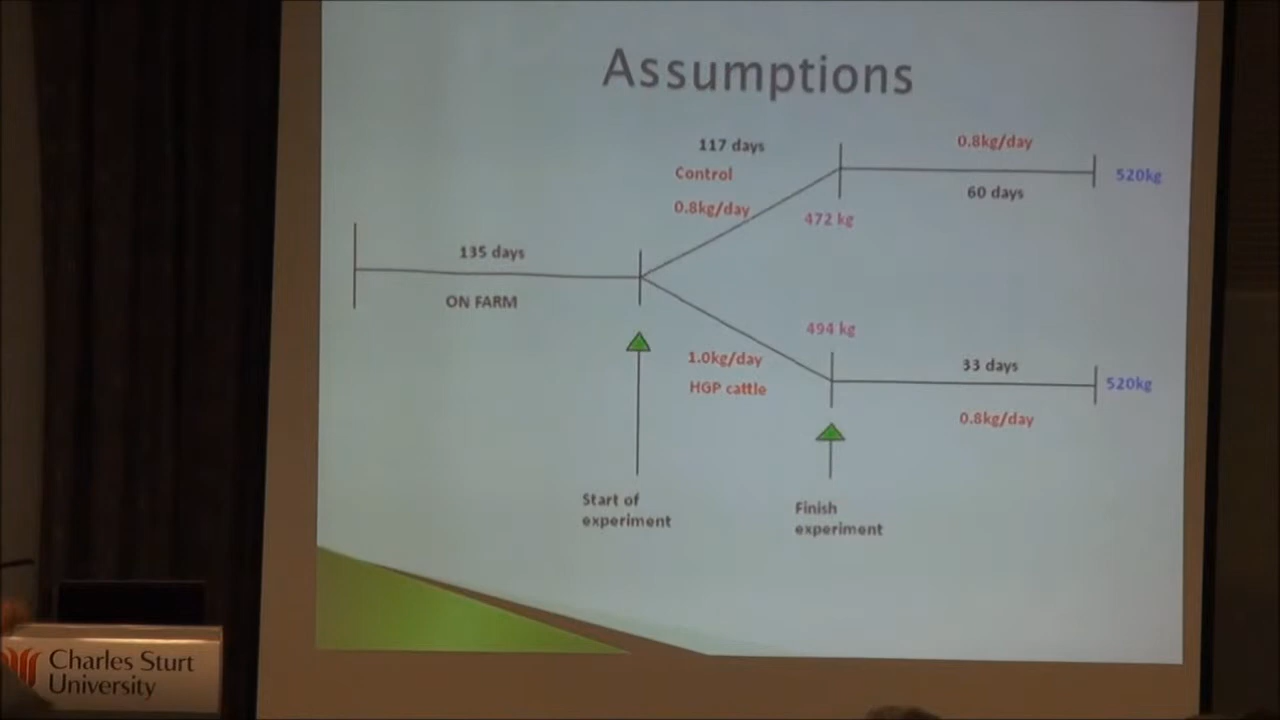 Assumptions
117 days
Control
0.8kg/day
472 kg
0.8kg/day
60 days
520kg
135 days
ON FARM
494 kg
1.0kg/day
HGP cattle
33 days
0.8kg/day
520kg
Start of
experiment
Finish
experiment
Charles Sturt
University